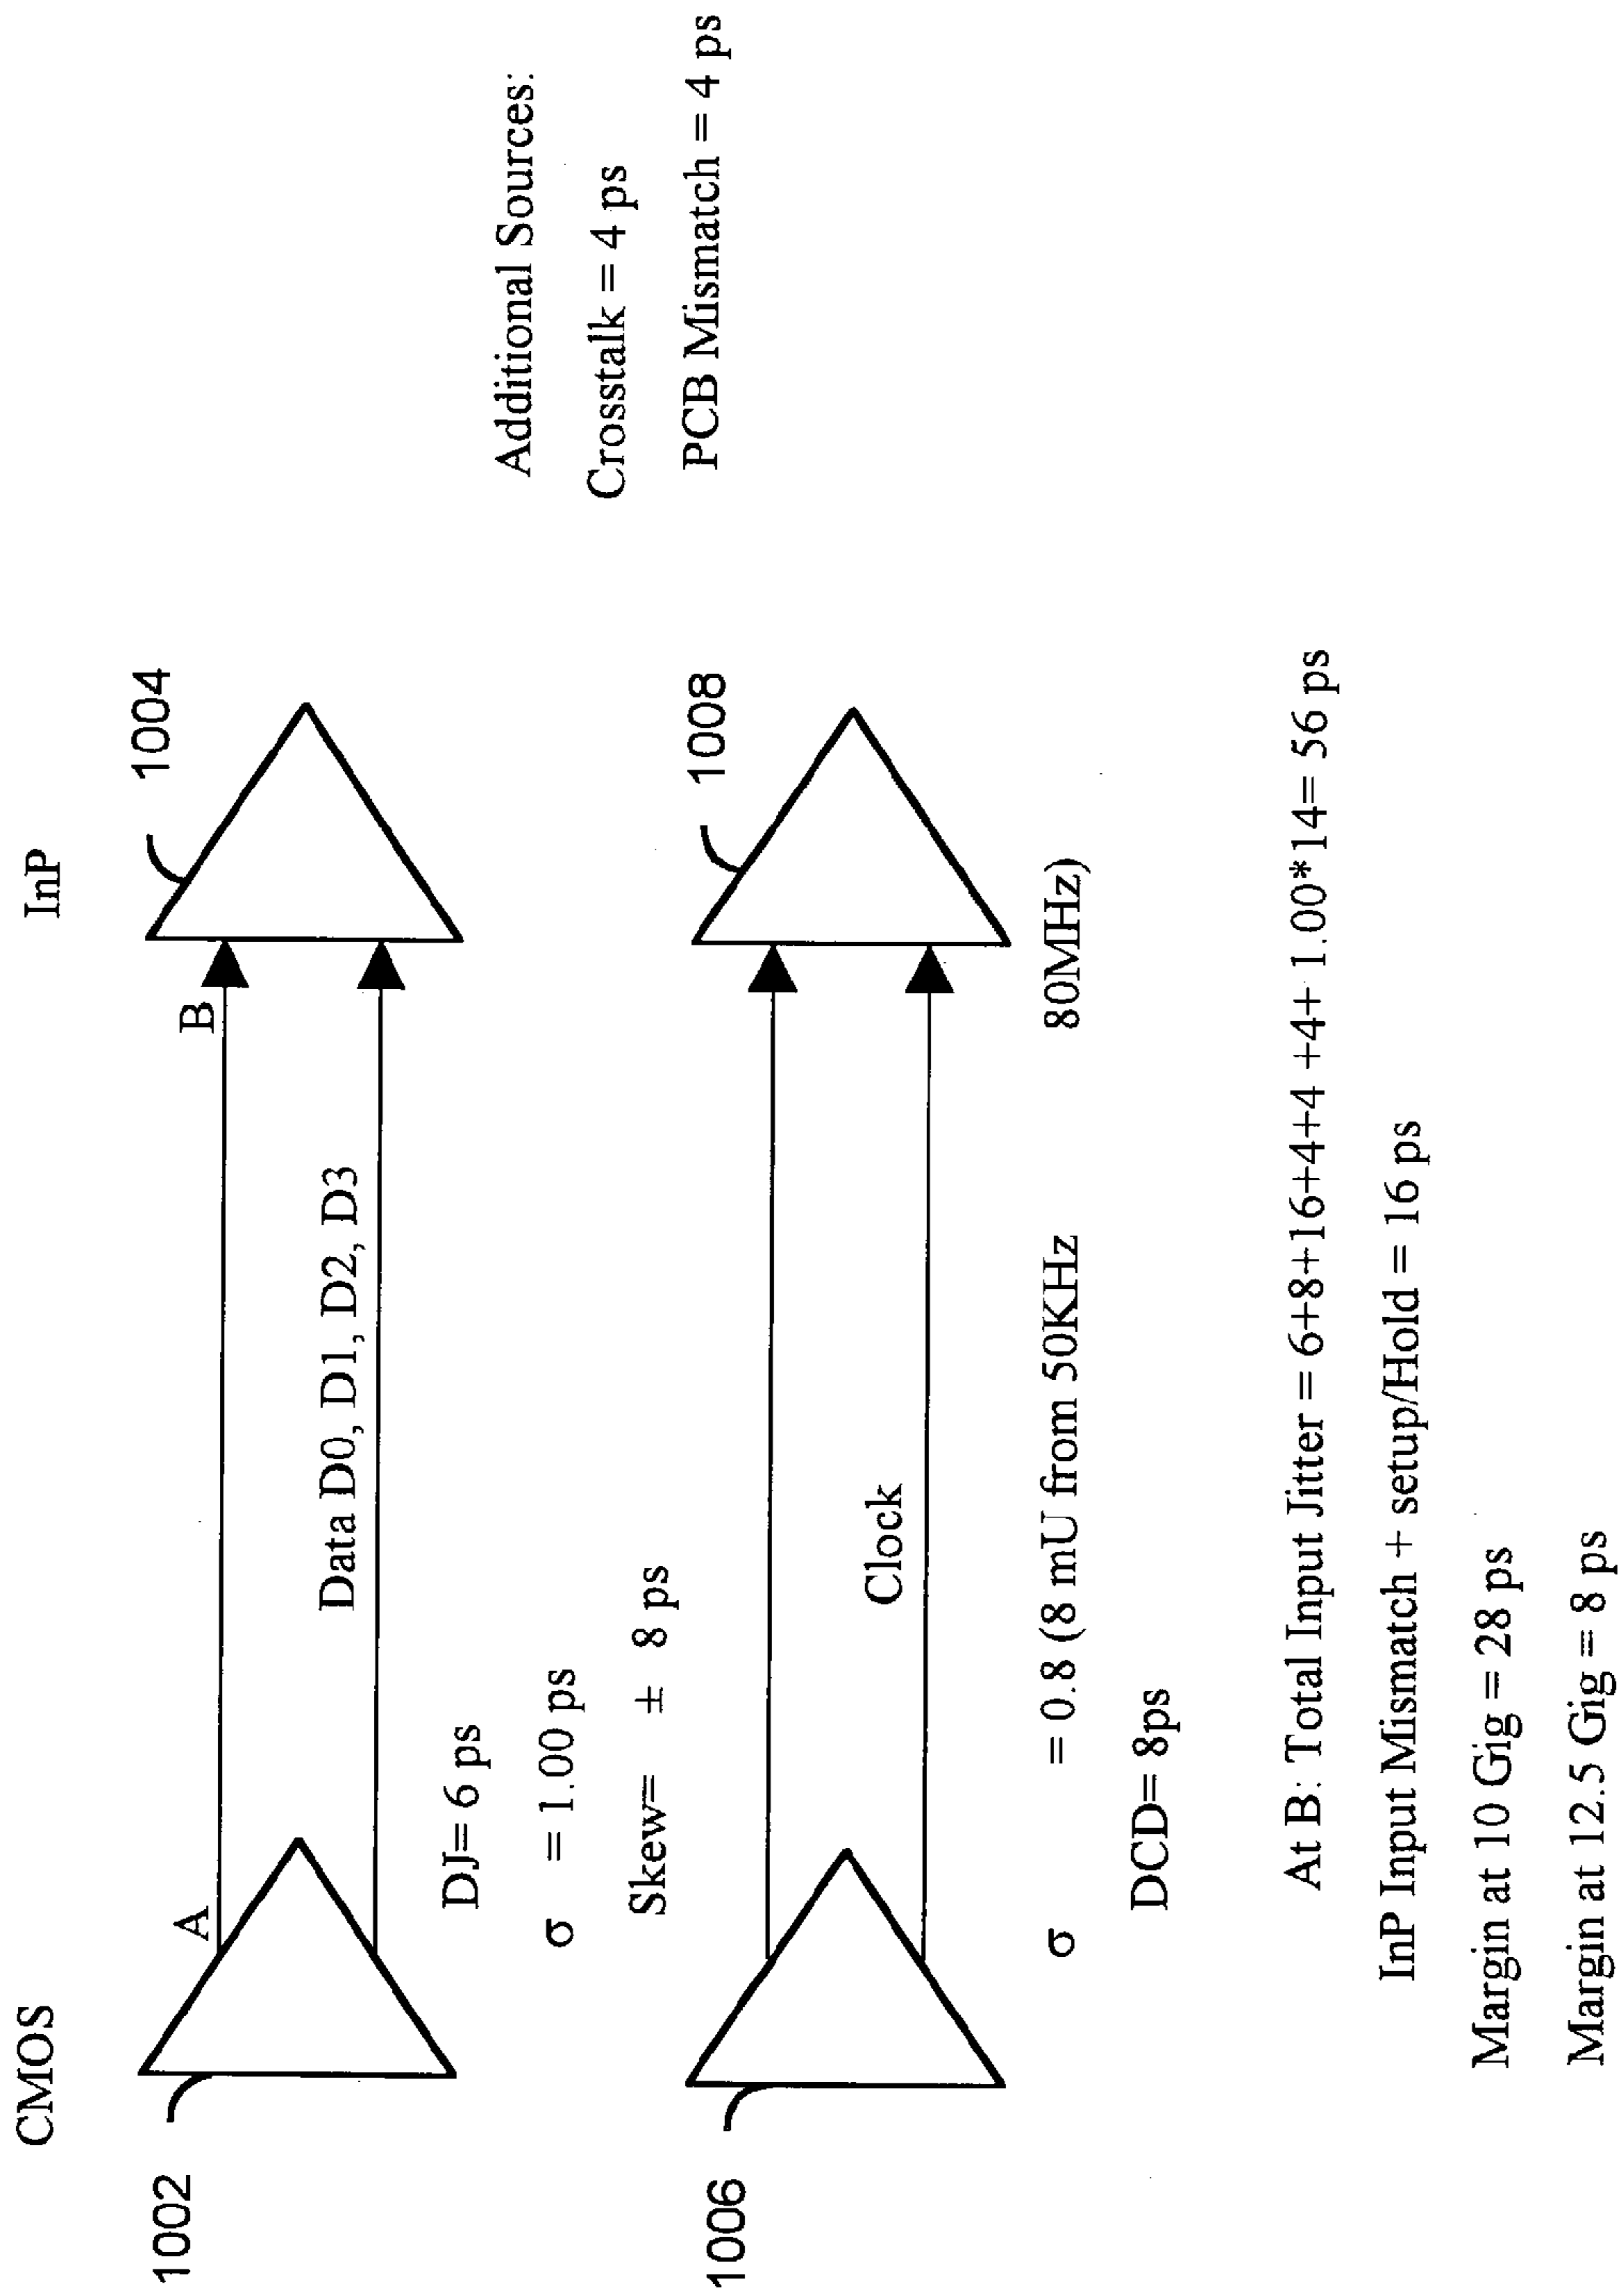 CMOS
InP
1002
A
B
1004
Data D0, D1, D2, D3
DJ= 6 ps
σ = 1.00 ps
Skew= ± 8 ps
Additional Sources:
Crosstalk = 4 ps
PCB Mismatch = 4 ps
1006
1008
Clock
σ = 0.8 (8 mU from 50KHz 80MHz)
DCD= 8ps
At B: Total Input Jitter = 6+8+16+4+4 +4+ 1.00*14= 56 ps
InP Input Mismatch + setup/Hold = 16 ps
Margin at 10 Gig = 28 ps
Margin at 12.5 Gig = 8 ps